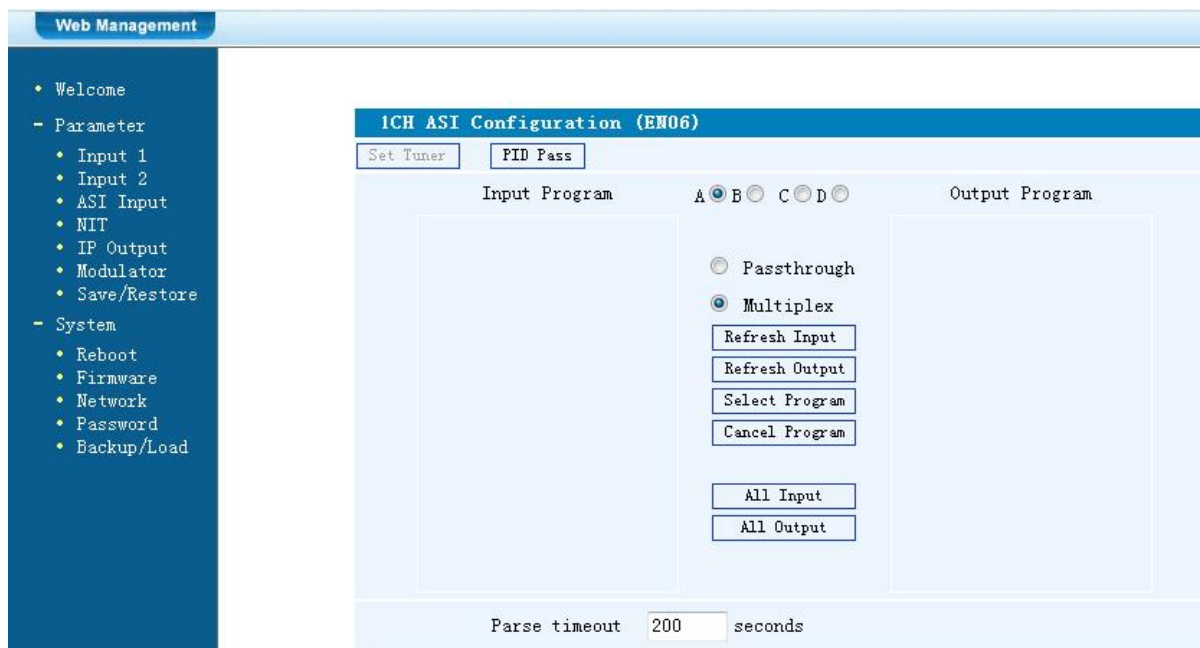 Web Management
Welcome
Parameter
Input 1
Input 2
ASI Input
NIT
IP Output
Modulator
Save/Restore
System
Reboot
Firmware
Network
Password
Backup/Load
1CH ASI Configuration (EN06)
Set Tuner PID Pass
Input Program A B C D Output Program
Passthrough
Multiplex
Refresh Input
Refresh Output
Select Program
Cancel Program
All Input
All Output
Parse timeout 200 seconds